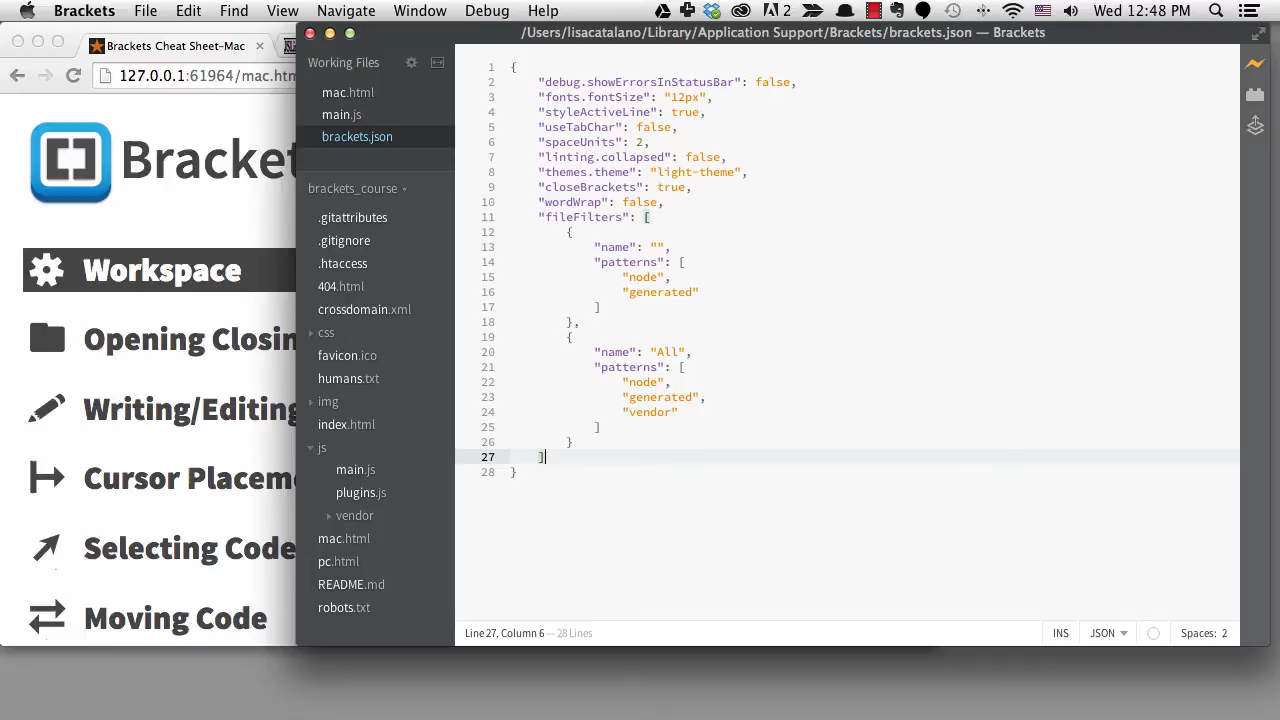 Brackets File Edit Find View Navigate Window Debug Help
2 Wed 12:48 PM
Brackets Cheat Sheet-Mac
127.0.0.1:61964/mac.htm
Bracket
Workspace
Opening Closin
Writing/Editing
Cursor Placeme
Selecting Code
Moving Code
/Users/lisacatalano/Library/Application Support/Brackets/brackets.json — Brackets
Working Files
mac.html
main.js
brackets.json
brackets_course
.gitattributes
.gitignore
.htaccess
404.html
crossdomain.xml
css
favicon.ico
humans.txt
img
index.html
js
main.js
plugins.js
vendor
mac.html
pc.html
README.md
robots.txt
1 {
2 "debug.showErrorsInStatusBar": false,
3 "fonts.fontSize": "12px",
4 "styleActiveLine": true,
5 "useTabChar": false,
6 "spaceUnits": 2,
7 "linting.collapsed": false,
8 "themes.theme": "light-theme",
9 "closeBrackets": true,
10 "wordWrap": false,
11 "fileFilters": [
12 {
13 "name": "",
14 "patterns": [
15 "node",
16 "generated"
17 ]
18 },
19 {
20 "name": "All",
21 "patterns": [
22 "node",
23 "generated",
24 "vendor"
25 ]
26 }
27 ]
28 }
Line 27, Column 6 — 28 Lines
INS JSON Spaces: 2